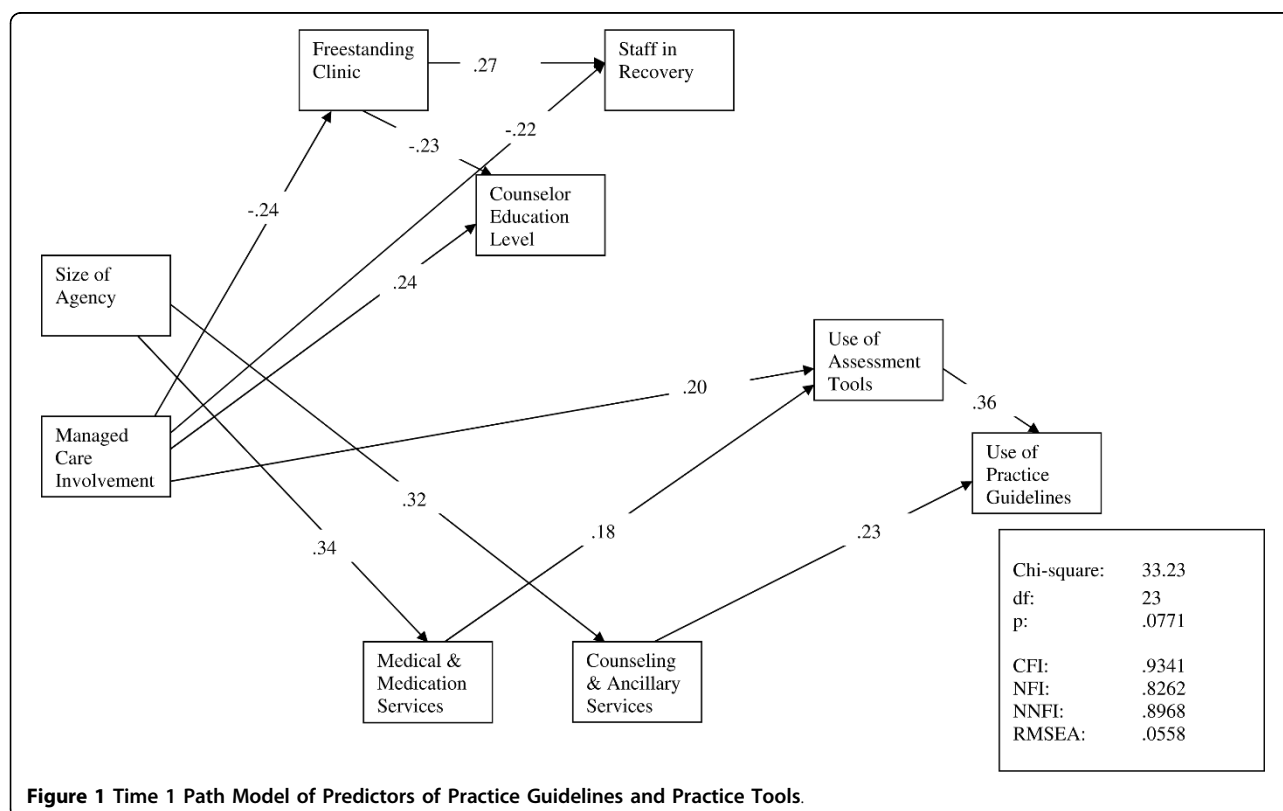 Freestanding
Clinic
.27
Staff in
Recovery
-.22
-.23
Counselor
Education
Level
-.24
.24
Size of
Agency
Use of
Assessment
Tools
.20
.36
Managed
Care
Involvement
Use of
Practice
Guidelines
.32
.34
.18
.23
Medical &
Medication
Services
Counseling
& Ancillary
Services
Chi-square: 33.23
df: 23
p: .0771
CFI: .9341
NFI: .8262
NNFI: .8968
RMSEA: .0558
Figure 1 Time 1 Path Model of Predictors of Practice Guidelines and Practice Tools.